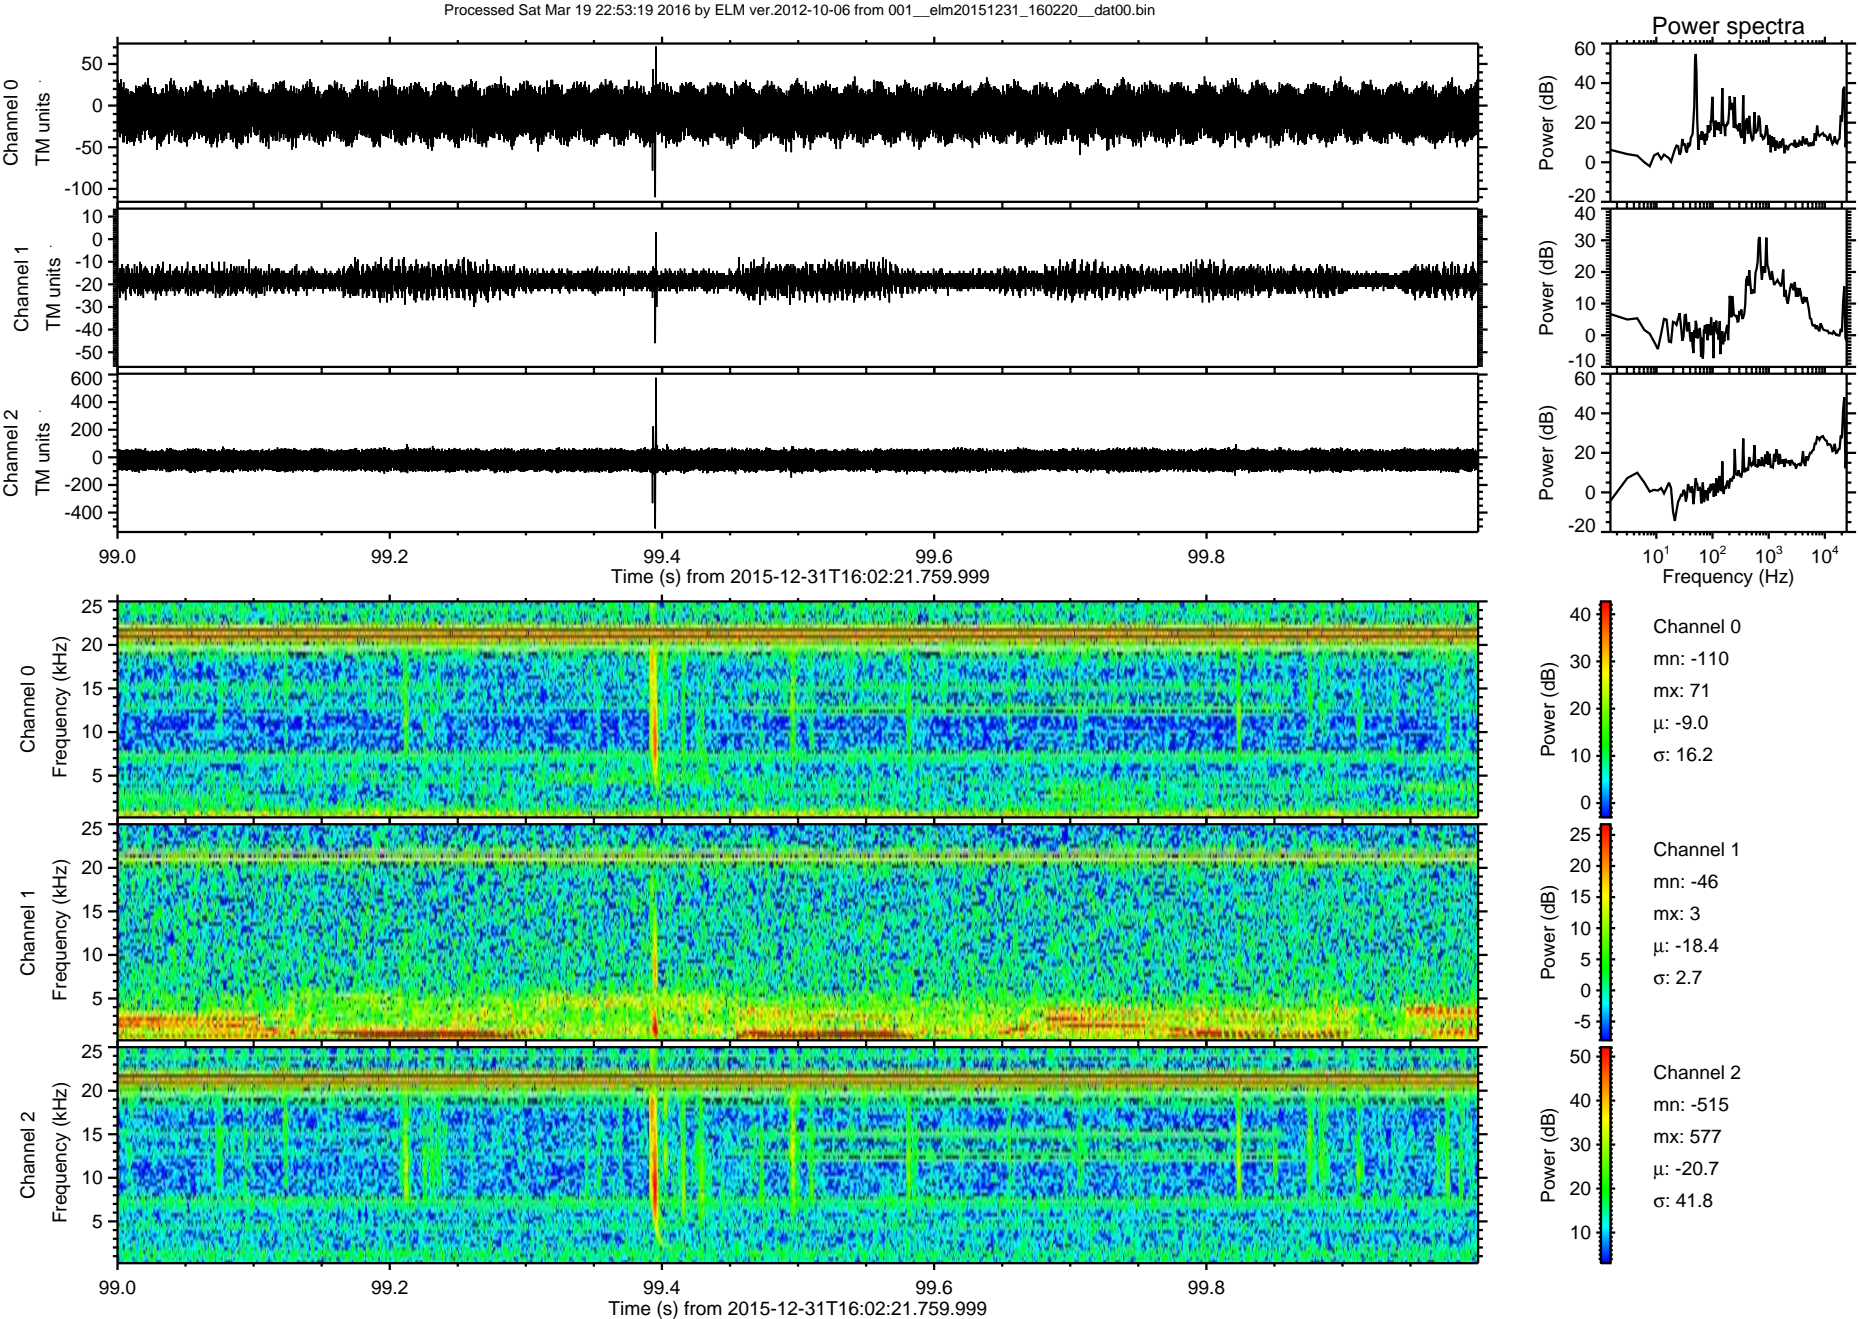 Processed Sat Mar 19 22:53:19 2016 by ELM ver.2012-10-06 from 001__elm20151231_160220__dat00.bin
Power spectra
Channel 0
TM units
50
0
-50
-100
Power (dB)
60
40
20
0
-20
Channel 1
TM units
10
0
-10
-20
-30
-40
-50
Power (dB)
40
30
20
10
0
-10
Channel 2
TM units
600
400
200
0
-200
-400
Power (dB)
60
40
20
0
-20
99.0 99.2 99.4 99.6 99.8
Time (s) from 2015-12-31T16:02:21.759.999
10^1 10^2 10^3 10^4
Frequency (Hz)
Channel 0
Frequency (kHz)
25
20
15
10
5
Power (dB)
40
30
20
10
0
Channel 0
mn: -110
mx: 71
μ: -9.0
σ: 16.2
Channel 1
Frequency (kHz)
25
20
15
10
5
Power (dB)
25
20
15
10
5
0
-5
Channel 1
mn: -46
mx: 3
μ: -18.4
σ: 2.7
Channel 2
Frequency (kHz)
25
20
15
10
5
Power (dB)
50
40
30
20
10
Channel 2
mn: -515
mx: 577
μ: -20.7
σ: 41.8
99.0 99.2 99.4 99.6 99.8
Time (s) from 2015-12-31T16:02:21.759.999